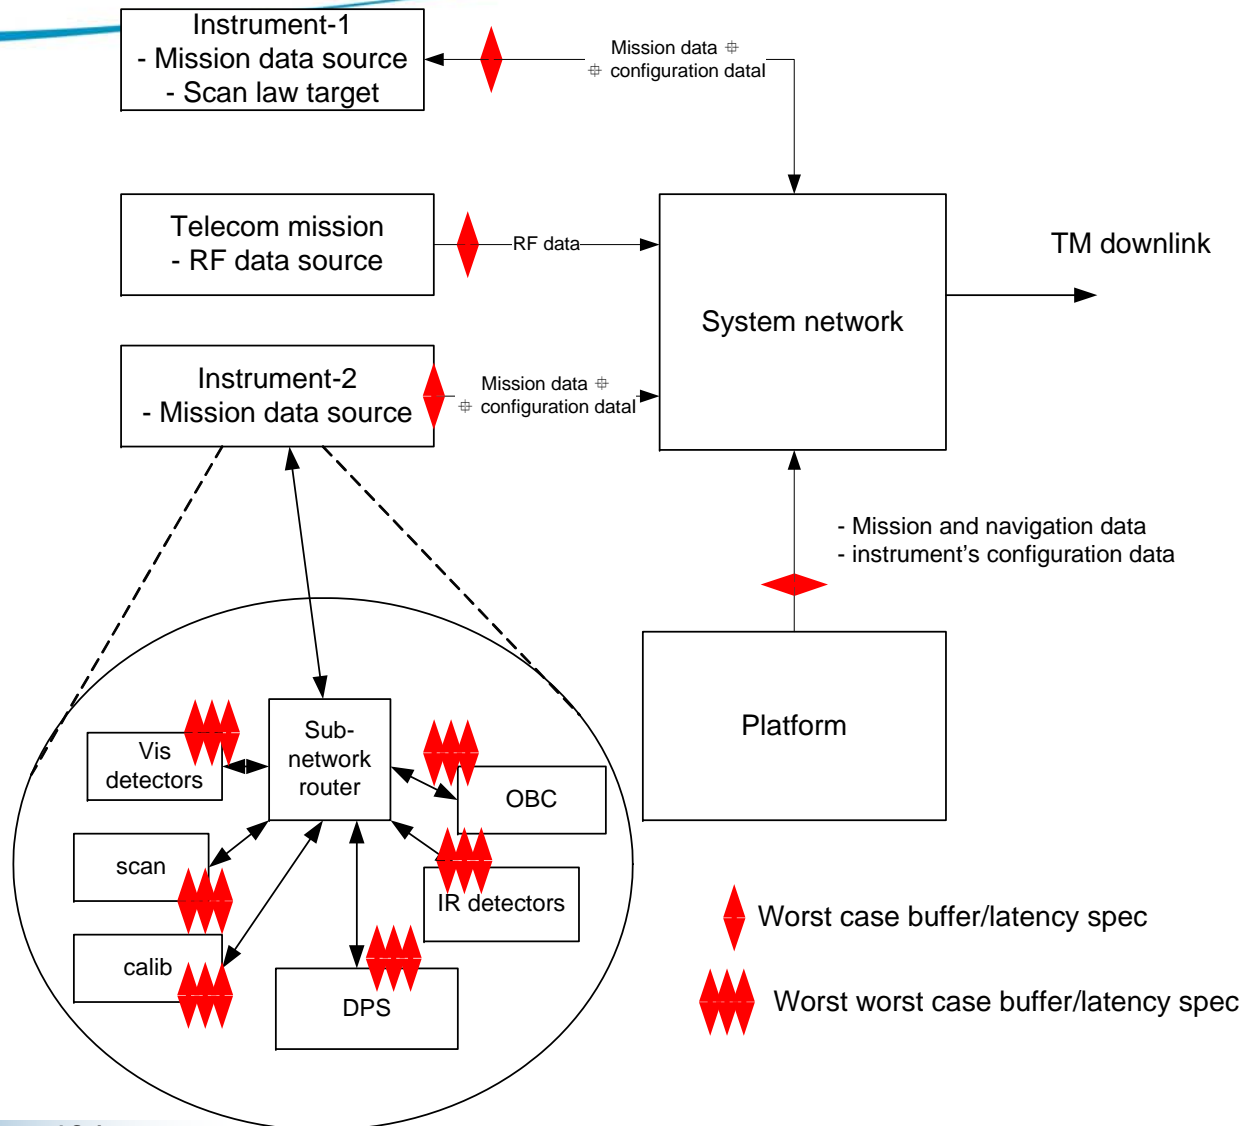 Instrument-1
- Mission data source
- Scan law target
Mission data
configuration datal
Telecom mission
- RF data source
RF data
TM downlink
System network
Instrument-2
- Mission data source
Mission data
configuration datal
- Mission and navigation data
- instrument's configuration data
Platform
Sub-
network
router
Vis
detectors
OBC
scan
IR detectors
calib
DPS
Worst case buffer/latency spec
Worst worst case buffer/latency spec